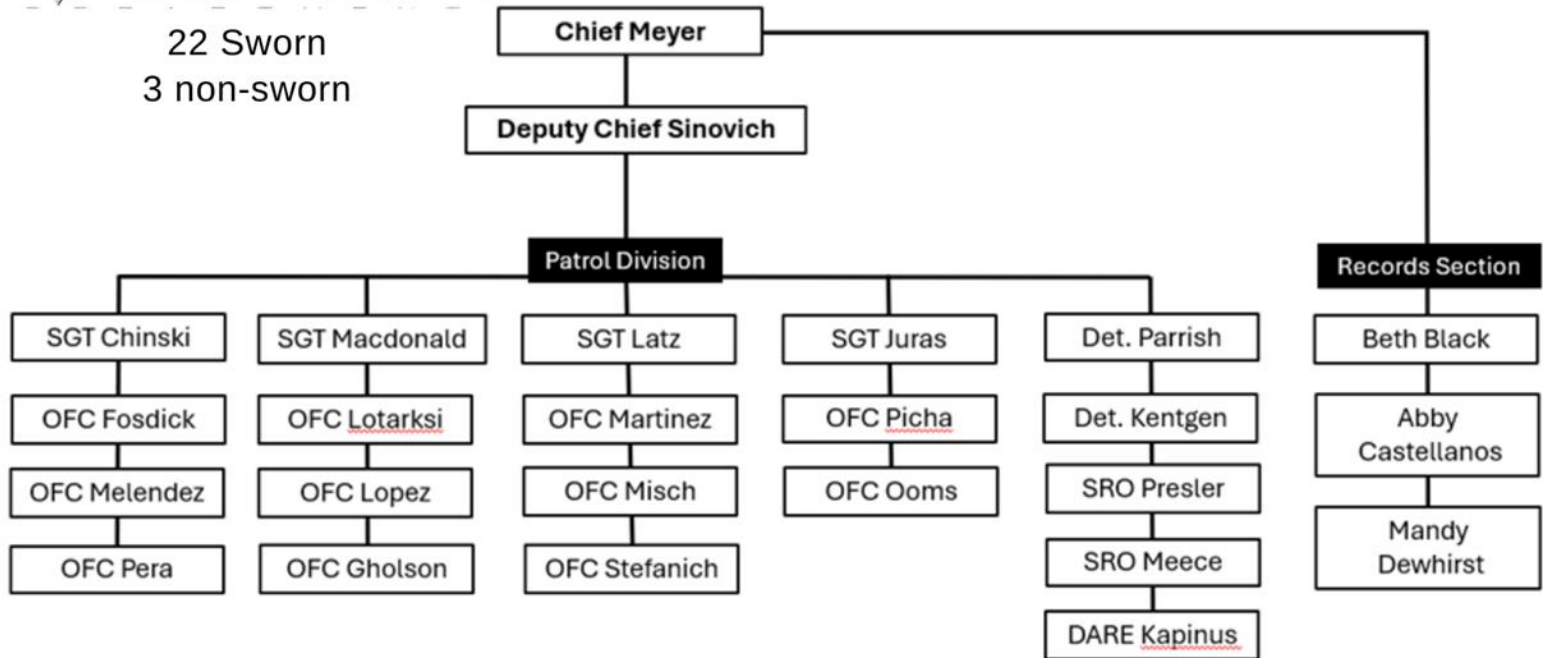 22 Sworn
3 non-sworn
Chief Meyer
Deputy Chief Sinovich
Patrol Division
Records Section
SGT Chinski
OFC Fosdick
OFC Melendez
OFC Pera
SGT Macdonald
OFC Lotarksi
OFC Lopez
OFC Gholson
SGT Latz
OFC Martinez
OFC Misch
OFC Stefanich
SGT Juras
OFC Picha
OFC Ooms
Det. Parrish
Det. Kentgen
SRO Presler
SRO Meece
DARE Kapinus
Beth Black
Abby
Castellanos
Mandy
Dewhirst